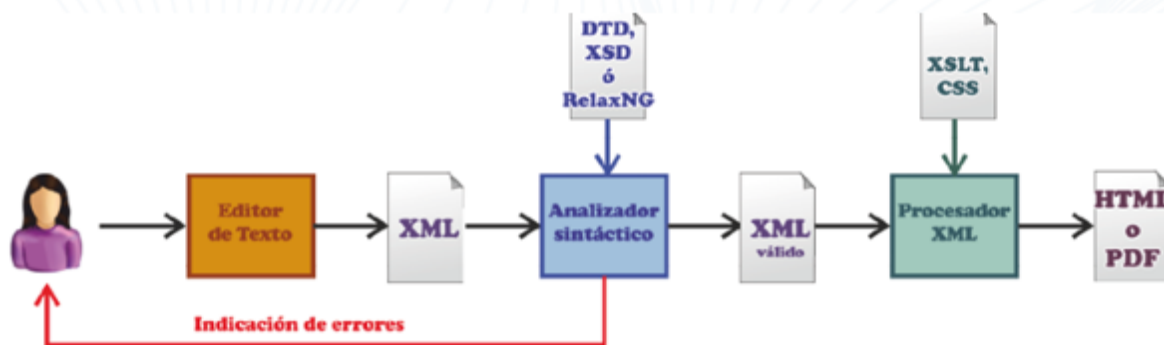 DTD,
XSD
ó
RelaxNG
XSLT,
CSS
Editor
de Texto
XML
Analizador
sintáctico
XML
válido
Procesador
XML
HTML
o
PDF
Indicación de errores